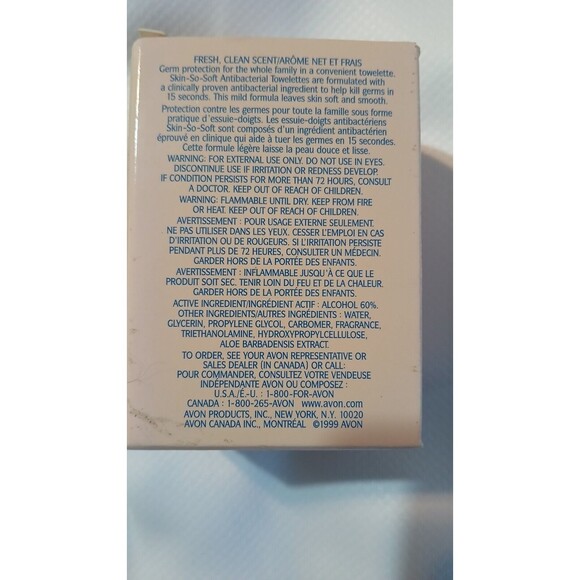 FRESH, CLEAN SCENT/ARÔME NET ET FRAIS
Germ protection for the whole family in a convenient towelette.
Skin-So-Soft Antibacterial Towelettes are formulated with
a clinically proven antibacterial ingredient to help kill germs in
15 seconds. This mild formula leaves skin soft and smooth.
Protection contre les germes pour toute la famille sous forme
pratique d'essuie-doigts. Les essuie-doigts antibactériens
Skin-So-Soft sont composés d'un ingrédient antibactérien
éprouvé en clinique qui aide à tuer les germes en 15 secondes.
Cette formule légère laisse la peau douce et lisse.
WARNING: FOR EXTERNAL USE ONLY. DO NOT USE IN EYES.
DISCONTINUE USE IF IRRITATION OR REDNESS DEVELOP.
IF CONDITION PERSISTS FOR MORE THAN 72 HOURS, CONSULT
A DOCTOR. KEEP OUT OF REACH OF CHILDREN.
WARNING: FLAMMABLE UNTIL DRY. KEEP FROM FIRE
OR HEAT. KEEP OUT OF REACH OF CHILDREN.
AVERTISSEMENT : POUR USAGE EXTERNE SEULEMENT.
NE PAS UTILISER DANS LES YEUX. CESSER L'EMPLOI EN CAS
D'IRRITATION OU DE ROUGEURS. SI L'IRRITATION PERSISTE
PENDANT PLUS DE 72 HEURES, CONSULTER UN MÉDECIN.
GARDER HORS DE LA PORTÉE DES ENFANTS.
AVERTISSEMENT : INFLAMMABLE JUSQU'À CE QUE LE
PRODUIT SOIT SEC. TENIR LOIN DU FEU ET DE LA CHALEUR.
GARDER HORS DE LA PORTÉE DES ENFANTS.
ACTIVE INGREDIENT/INGRÉDIENT ACTIF : ALCOHOL 60%.
OTHER INGREDIENTS/AUTRES INGRÉDIENTS : WATER,
GLYCERIN, PROPYLENE GLYCOL, CARBOMER, FRAGRANCE,
TRIETHANOLAMINE, HYDROXYPROPYLCELLULOSE,
ALOE BARBADENSIS EXTRACT.
TO ORDER, SEE YOUR AVON REPRESENTATIVE OR
SALES DEALER (IN CANADA) OR CALL:
POUR COMMANDER, CONSULTEZ VOTRE VENDEUSE
INDÉPENDANTE AVON OU COMPOSEZ :
U.S.A./É.-U. : 1-800-FOR-AVON
CANADA : 1-800-265-AVON www.avon.com
AVON PRODUCTS, INC., NEW YORK, N.Y. 10020
AVON CANADA INC., MONTRÉAL ©1999 AVON